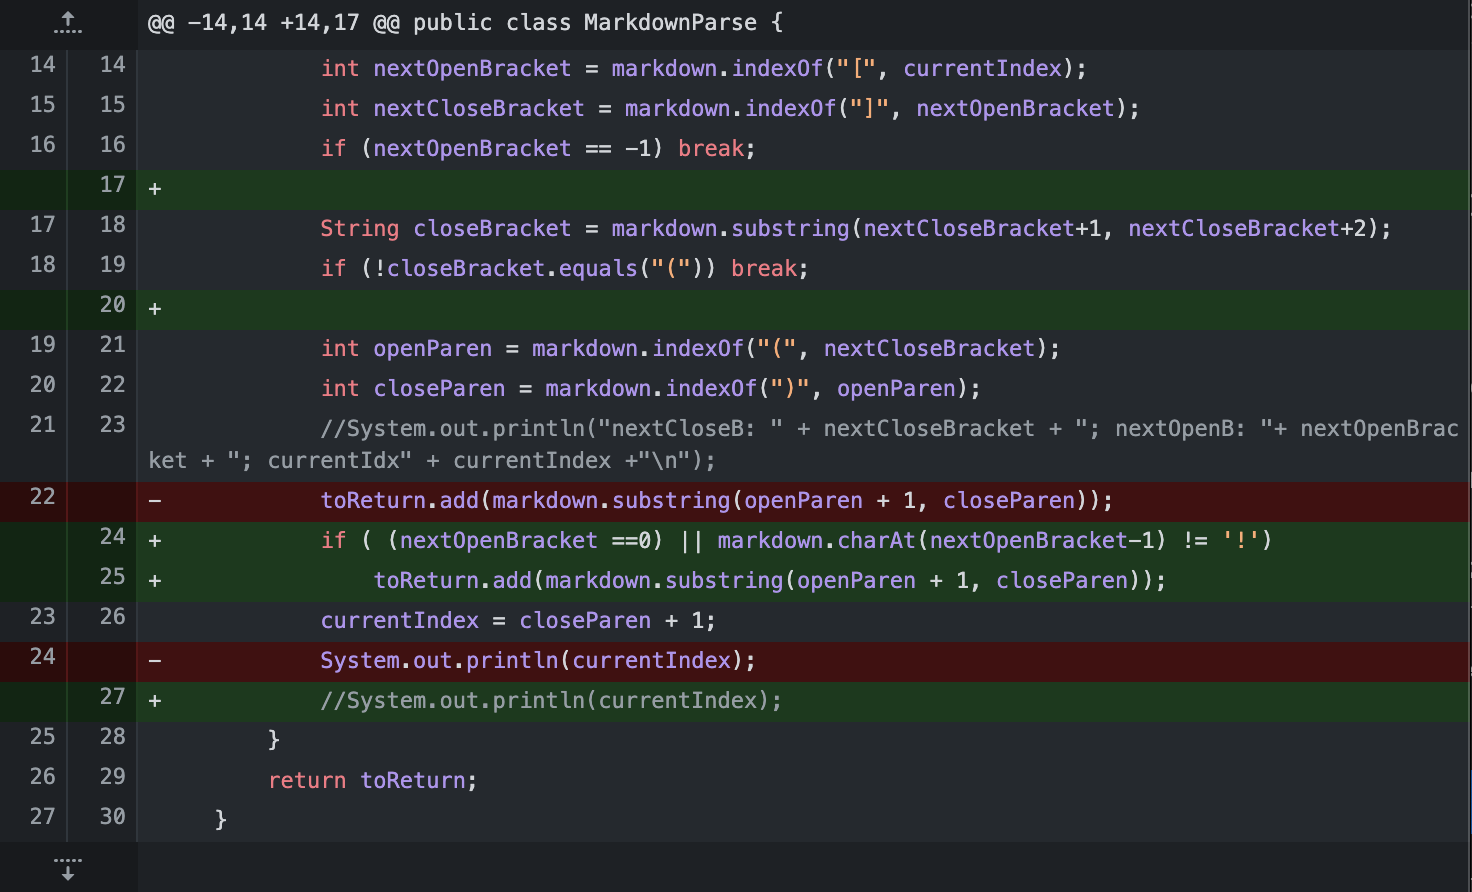 @@ -14,14 +14,17 @@ public class MarkdownParse {
14 14 int nextOpenBracket = markdown.indexOf("[", currentIndex);
15 15 int nextCloseBracket = markdown.indexOf("]", nextOpenBracket);
16 16 if (nextOpenBracket == -1) break;
17 +
17 18 String closeBracket = markdown.substring(nextCloseBracket+1, nextCloseBracket+2);
18 19 if (!closeBracket.equals("(")) break;
20 +
19 21 int openParen = markdown.indexOf("(", nextCloseBracket);
20 22 int closeParen = markdown.indexOf(")", openParen);
21 23 //System.out.println("nextCloseB: " + nextCloseBracket + "; nextOpenB: "+ nextOpenBrac
ket + "; currentIdx" + currentIndex +"\n");
22 - toReturn.add(markdown.substring(openParen + 1, closeParen));
24 + if ( (nextOpenBracket ==0) || markdown.charAt(nextOpenBracket-1) != '!')
25 + toReturn.add(markdown.substring(openParen + 1, closeParen));
23 26 currentIndex = closeParen + 1;
24 - System.out.println(currentIndex);
27 + //System.out.println(currentIndex);
25 28 }
26 29 return toReturn;
27 30 }